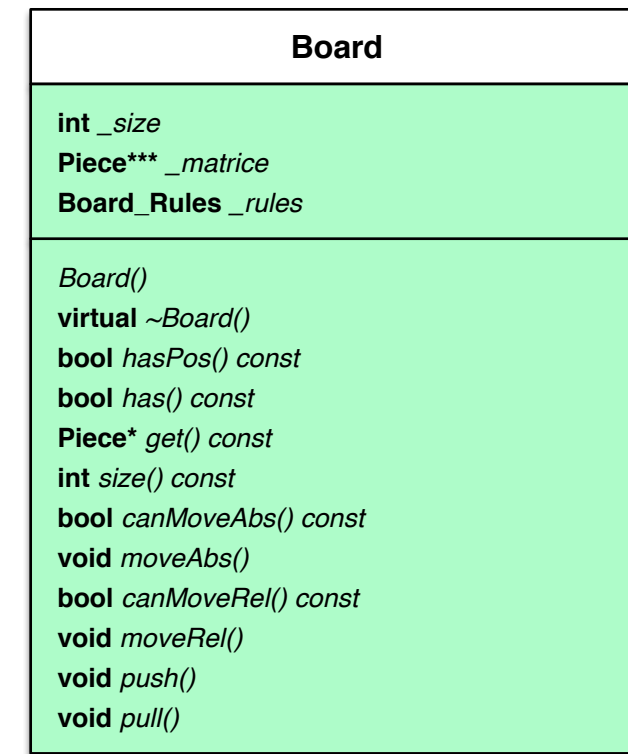 Board
int _size
Piece*** _matrice
Board_Rules _rules
Board()
virtual ~Board()
bool hasPos() const
bool has() const
Piece* get() const
int size() const
bool canMoveAbs() const
void moveAbs()
bool canMoveRel() const
void moveRel()
void push()
void pull()